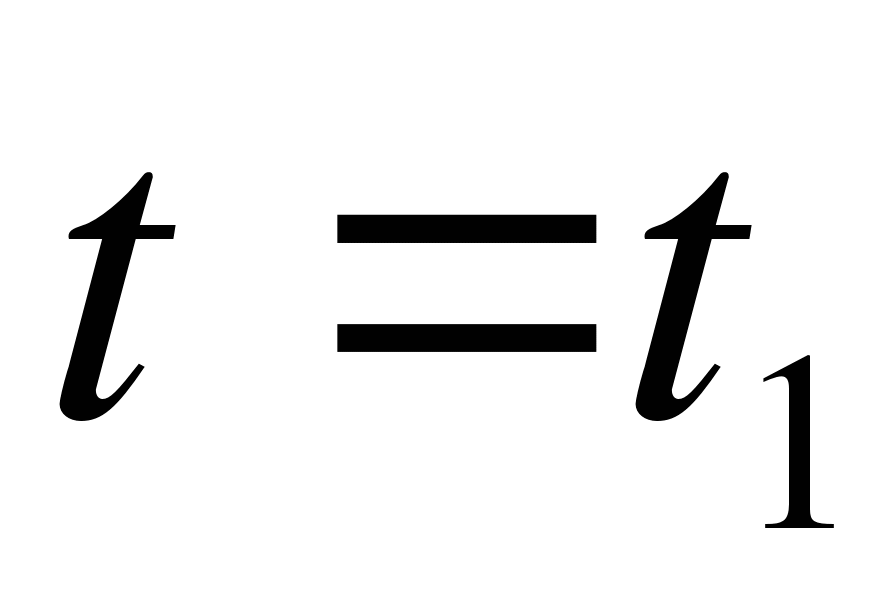 t = t₁